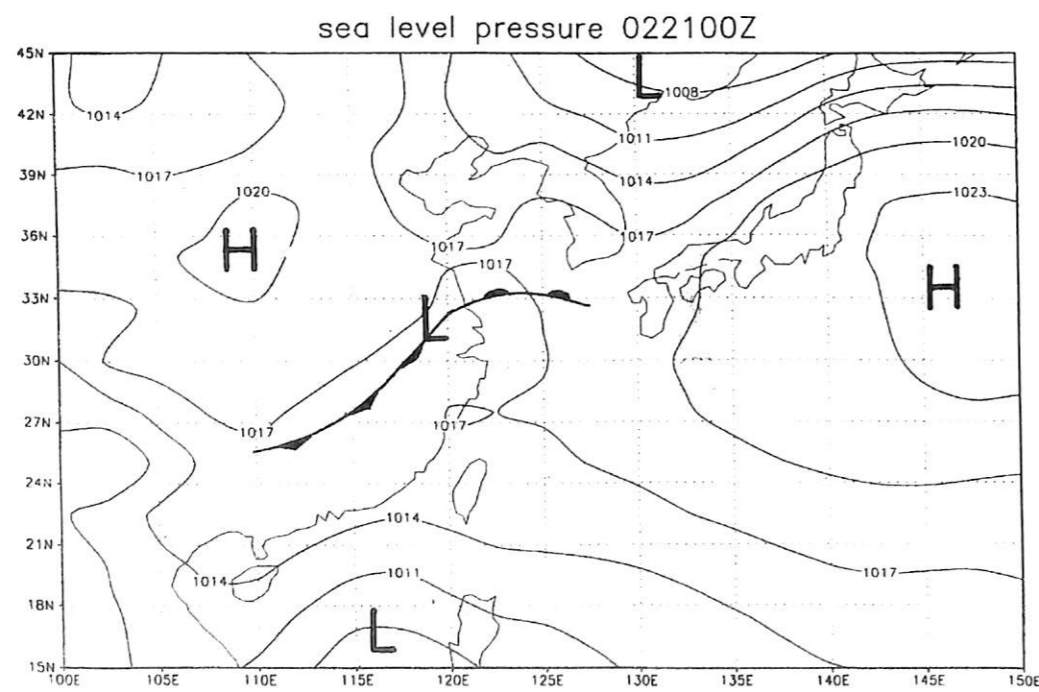 sea level pressure 022100Z
45N
L
1008
1014
42N
1011
1020
39N
1017
1014
1020
1023
36N
H
1017
1017
1017
33N
H
L
30N
27N
1017
1017
24N
1014
21N
1014
1011
1017
18N
L
15N
100E 105E 110E 115E 120E 125E 130E 135E 140E 145E 150E